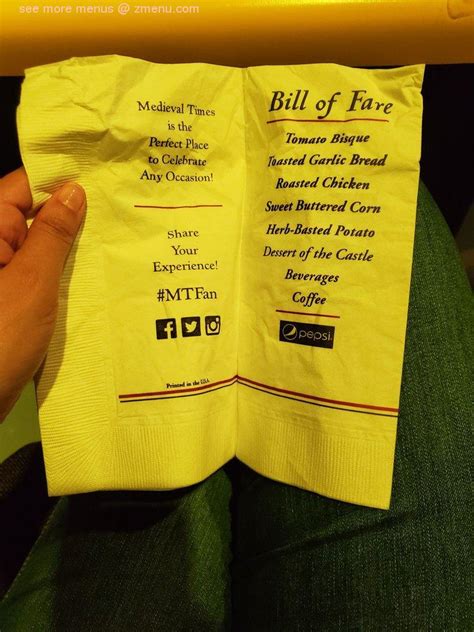 see more menus @ zmenu.com
Medieval Times
is the
Perfect Place
to Celebrate
Any Occasion!
Share
Your
Experience!
#MTFan
Printed in the U.S.A.
Bill of Fare
Tomato Bisque
Toasted Garlic Bread
Roasted Chicken
Sweet Buttered Corn
Herb-Basted Potato
Dessert of the Castle
Beverages
Coffee
pepsi